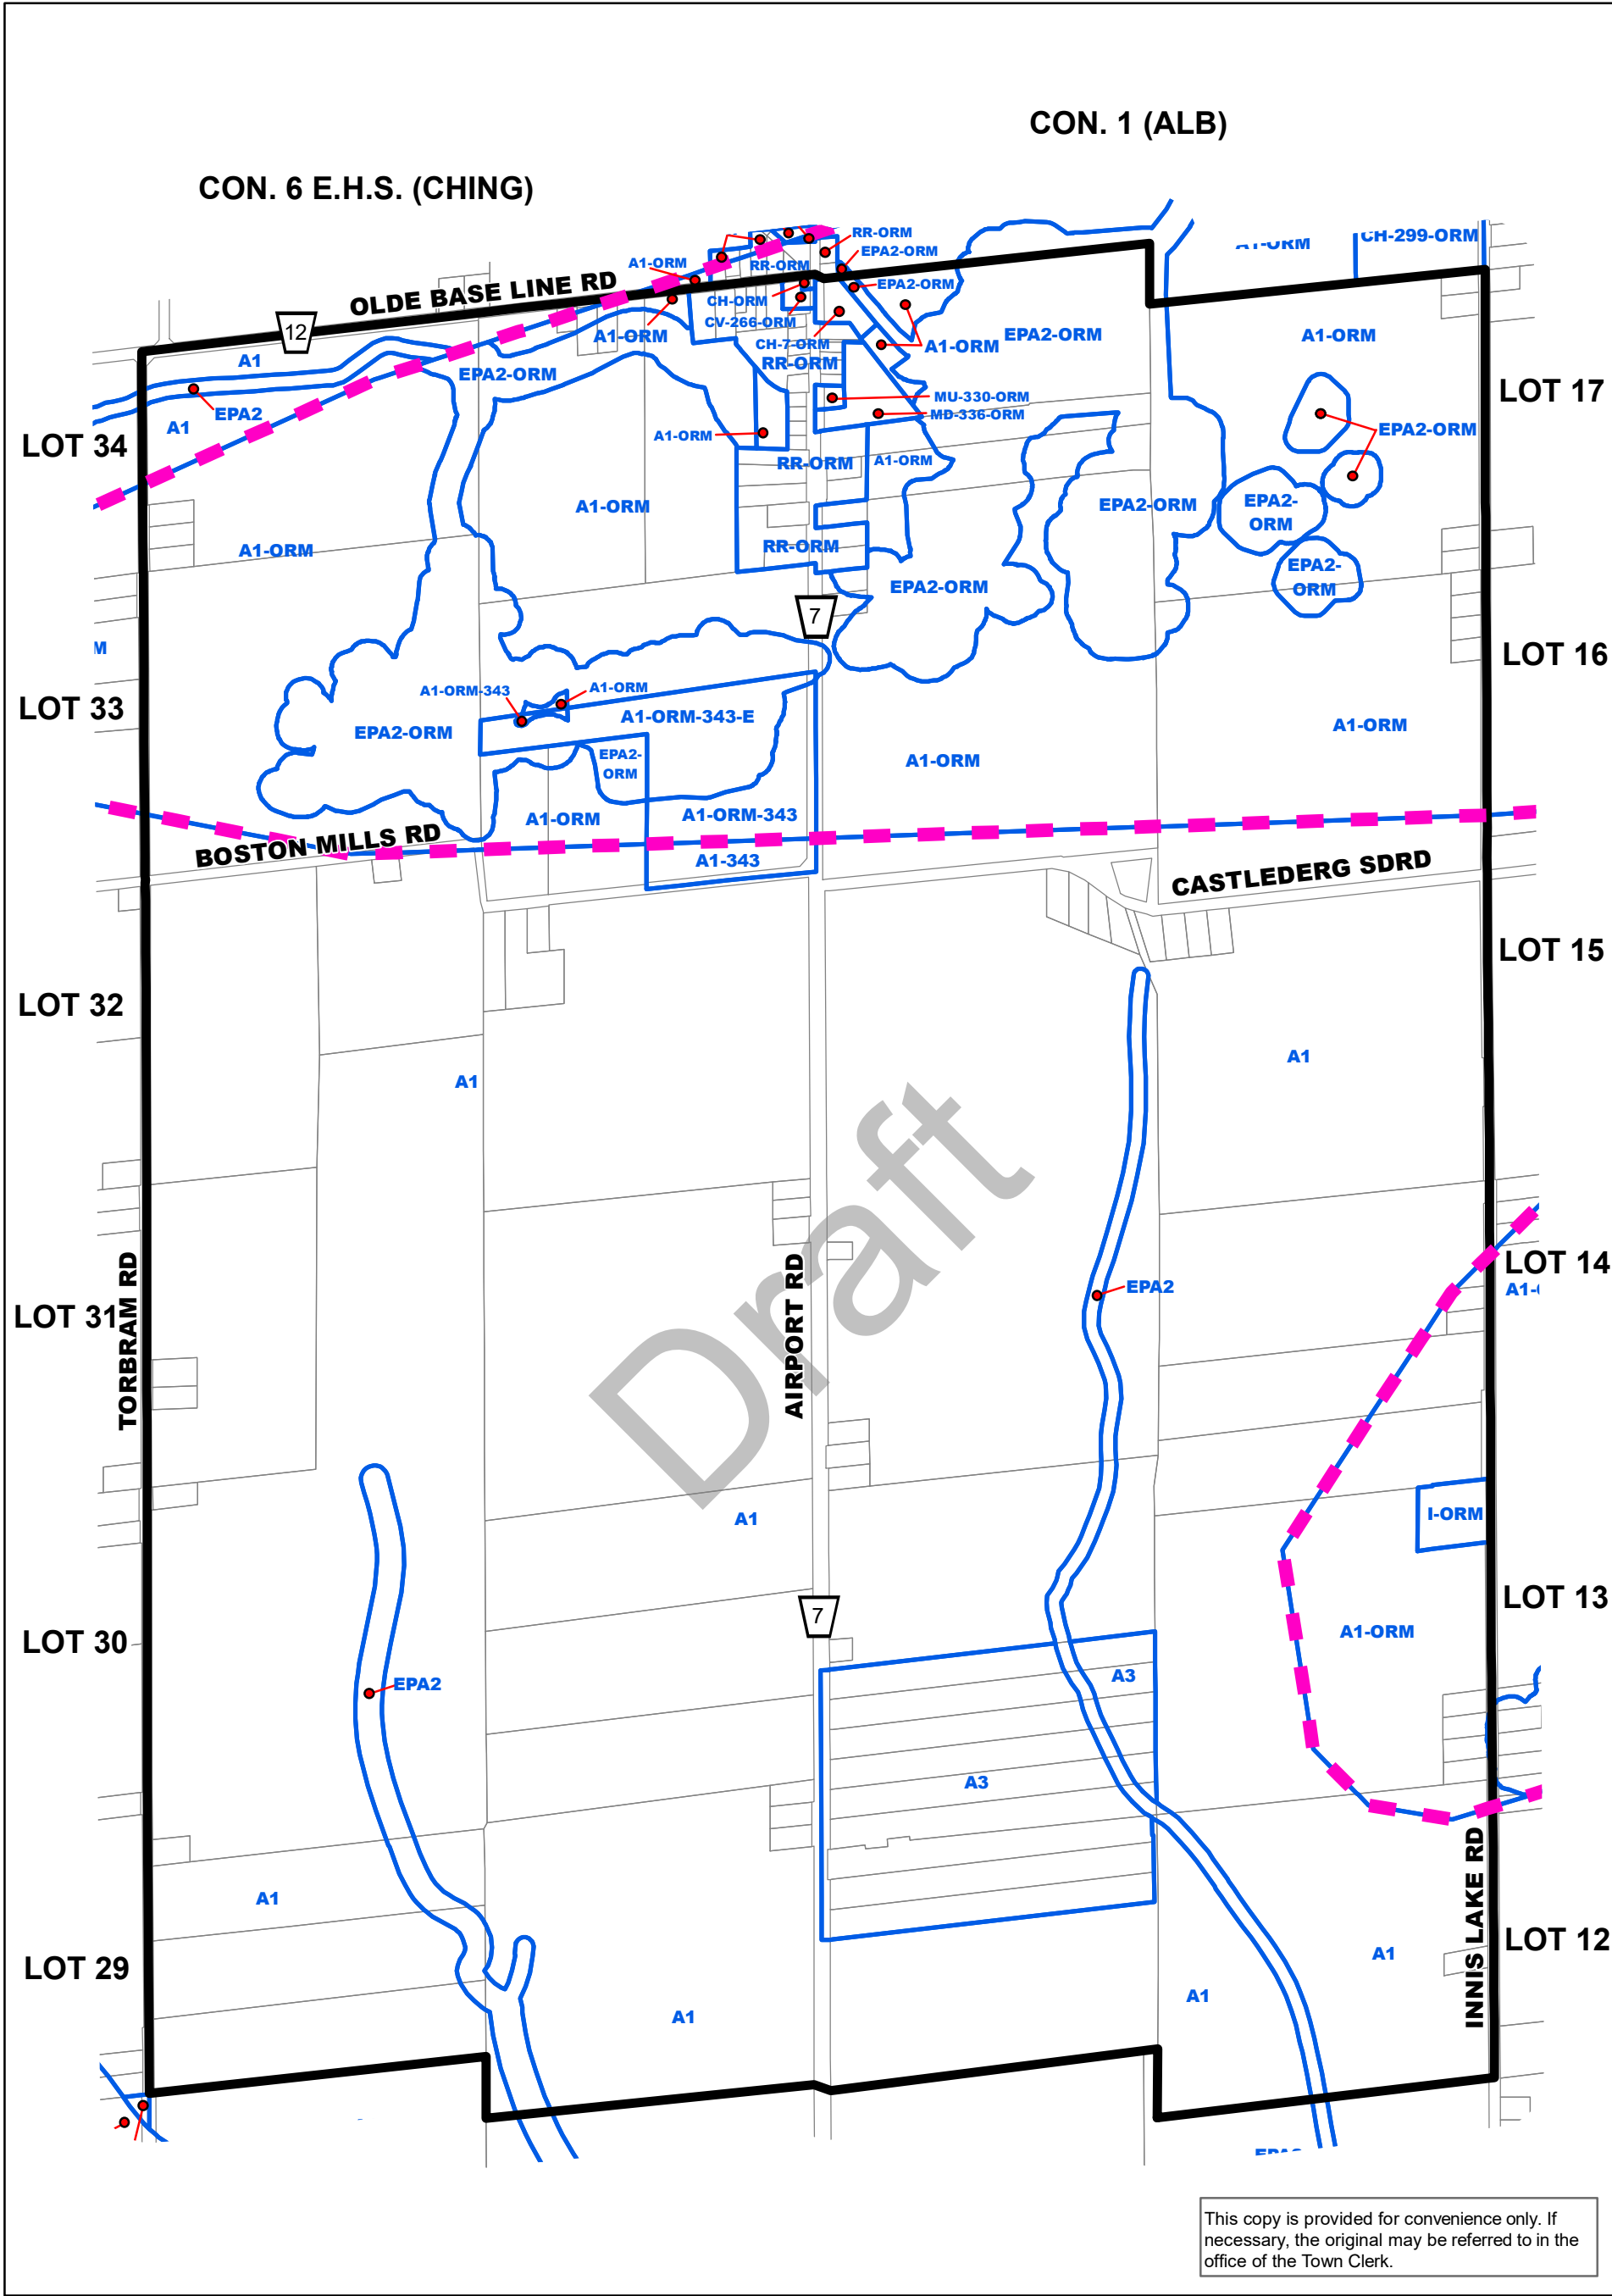 CON. 1 (ALB)
CON. 6 E.H.S. (CHING)
RR-ORM
EPA2-ORM
A1-ORM
CH-299-ORM
A1-ORM
RR-ORM
OLDE BASE LINE RD
12
CH-ORM
EPA2-ORM
CV-266-ORM
A1-ORM
CH-7-ORM
A1-ORM
EPA2-ORM
A1-ORM
A1
RR-ORM
EPA2-ORM
LOT 17
MU-330-ORM
MD-336-ORM
EPA2
A1
A1-ORM
EPA2-ORM
LOT 34
RR-ORM
A1-ORM
A1-ORM
EPA2-ORM
EPA2-
ORM
A1-ORM
RR-ORM
EPA2-
ORM
EPA2-ORM
7
M
LOT 16
A1-ORM-343
A1-ORM
LOT 33
A1-ORM-343-E
EPA2-ORM
A1-ORM
EPA2-
ORM
A1-ORM
A1-ORM
A1-ORM-343
BOSTON MILLS RD
A1-343
CASTLEDERG SDRD
LOT 15
LOT 32
A1
A1
Draft
TORBRAM RD
AIRPORT RD
LOT 14
EPA2
A1-
LOT 31
A1
I-ORM
LOT 13
7
LOT 30
A1-ORM
EPA2
A3
A3
INNIS LAKE RD
A1
LOT 12
A1
LOT 29
A1
A1
This copy is provided for convenience only. If
necessary, the original may be referred to in the
office of the Town Clerk.